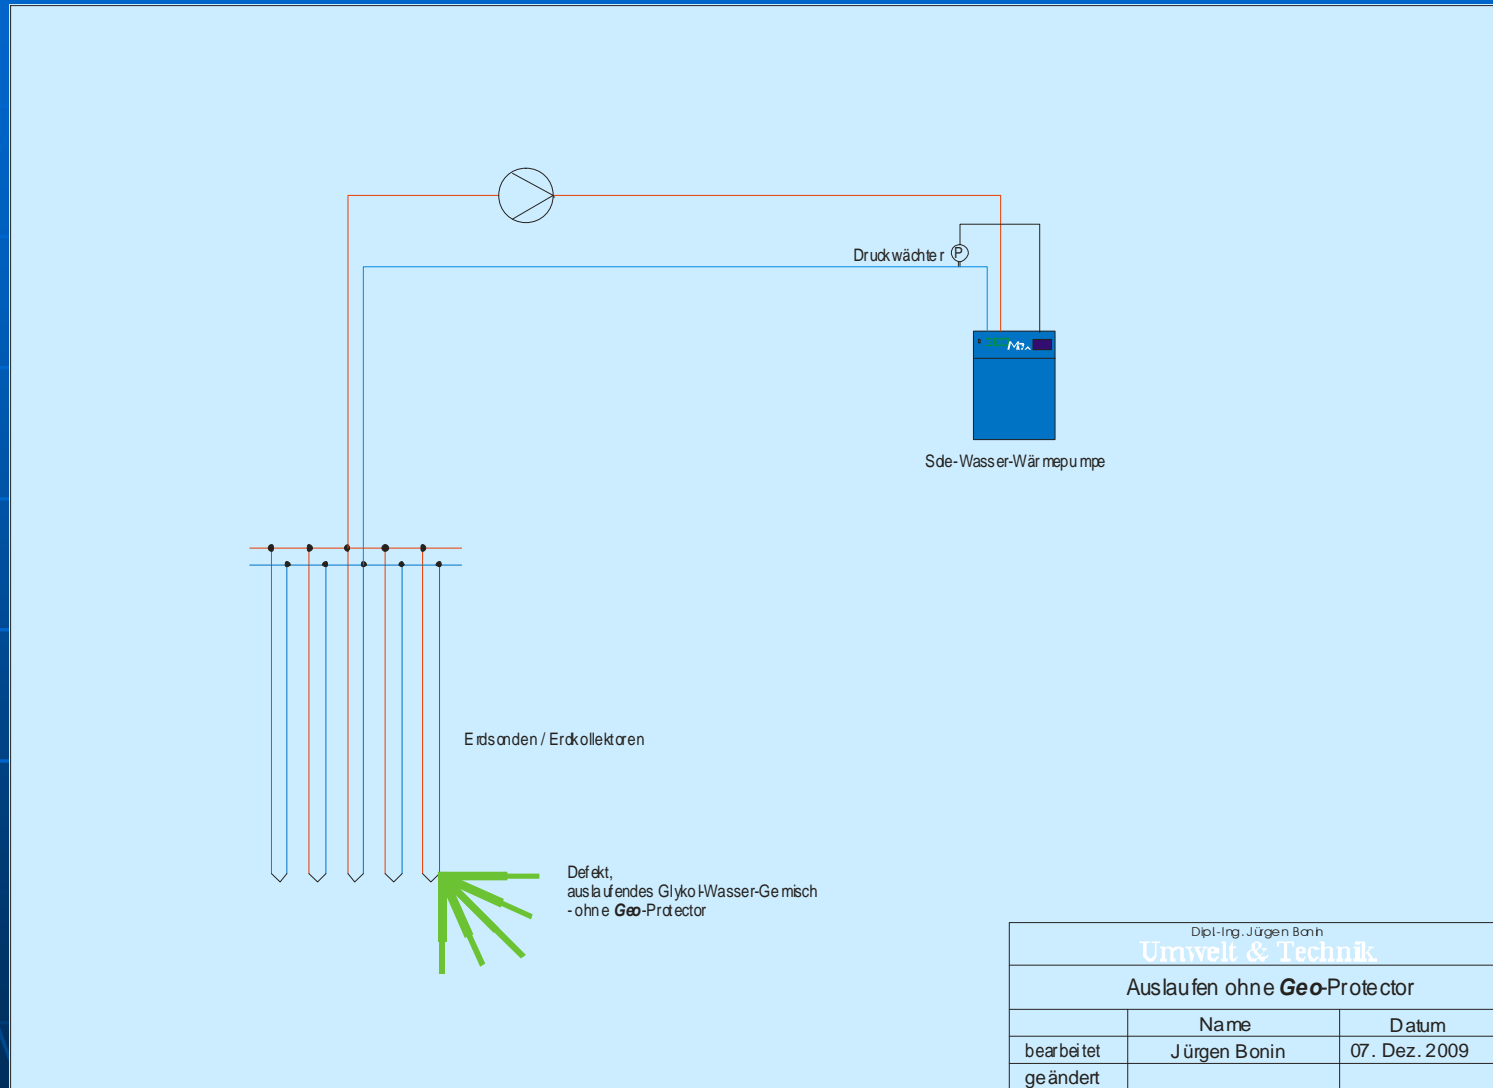 Druckwächter
P
Sole-Wasser-Wärmepumpe
Erdsonden / Erdkollektoren
Defekt,
auslaufendes Glykol-Wasser-Gemisch
- ohne Geo-Protector
Dipl.-Ing. Jürgen Bonin
Umwelt & Technik
Auslaufen ohne Geo-Protector
Name Datum
bearbeitet Jürgen Bonin 07. Dez. 2009
geändert